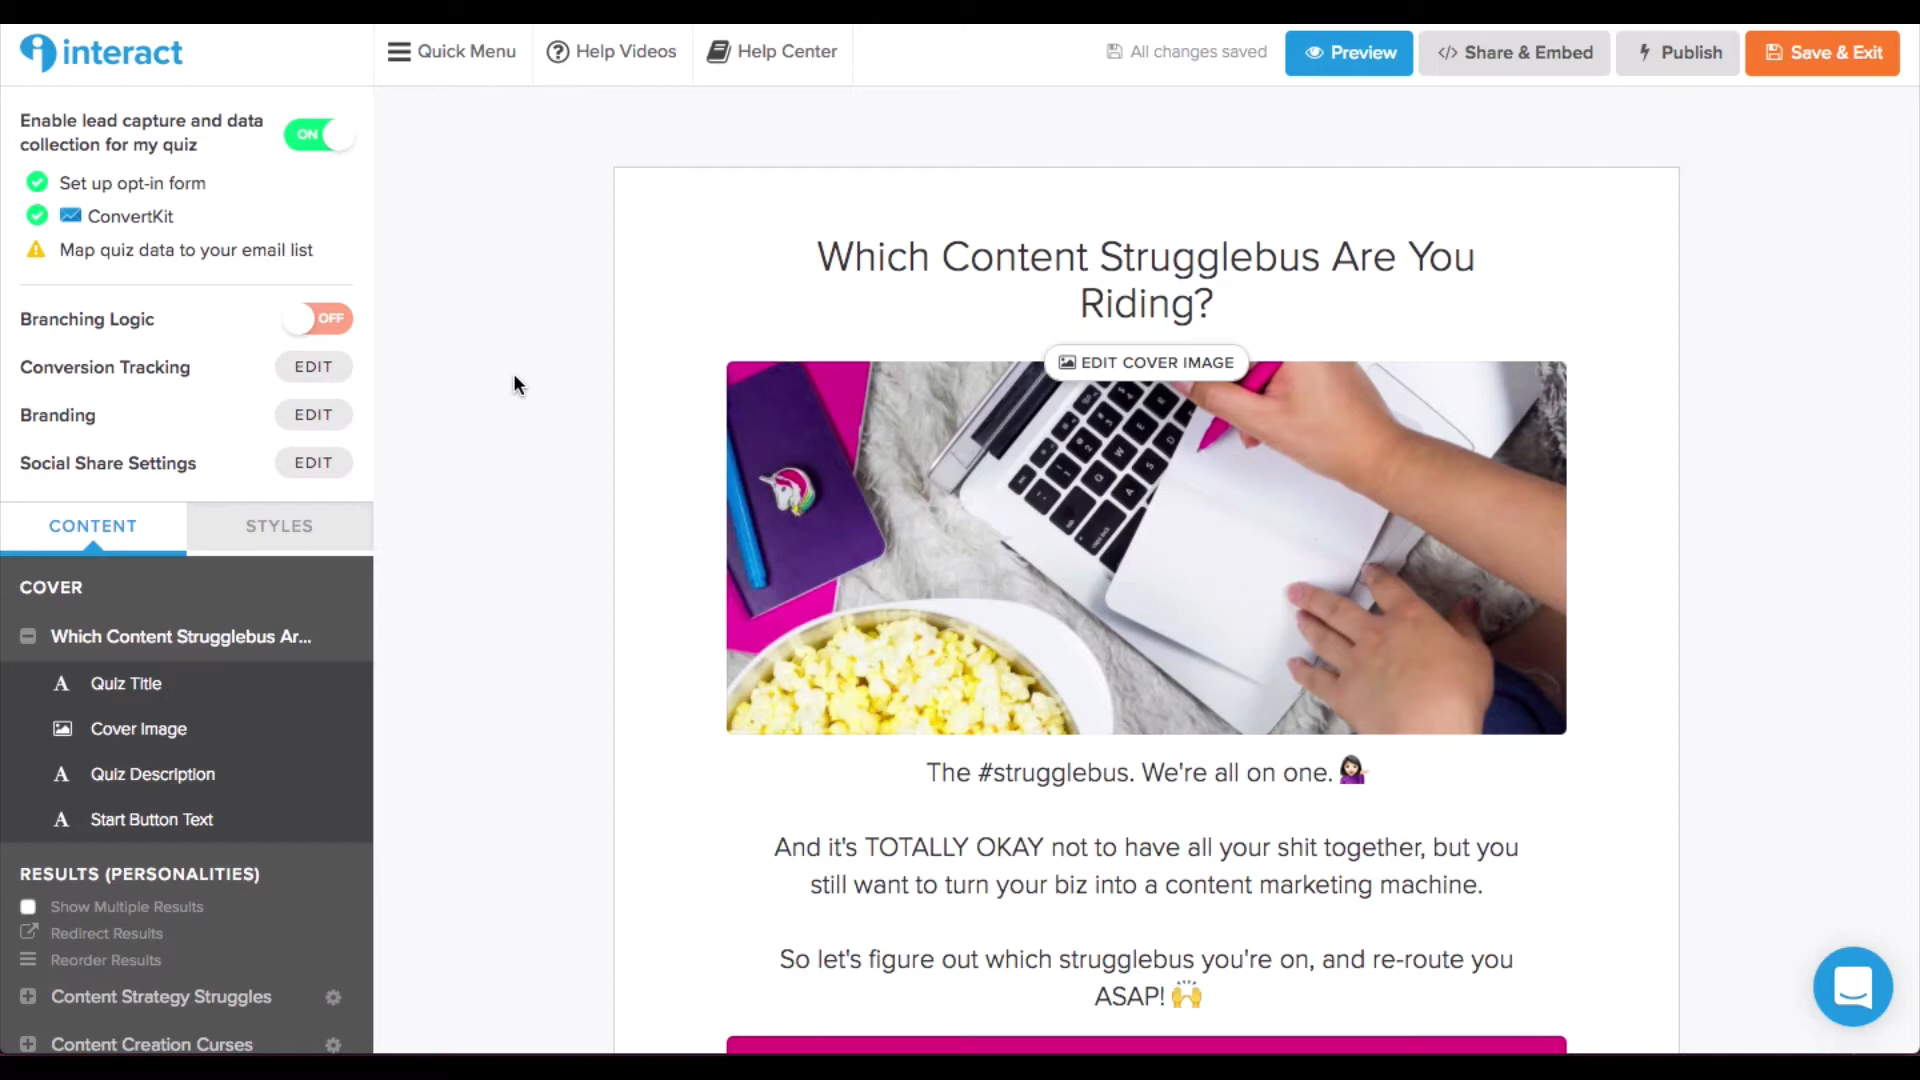 interact
Quick Menu
Help Videos
Help Center
All changes saved
Preview
</> Share & Embed
Publish
Save & Exit
Enable lead capture and data
collection for my quiz
ON
Set up opt-in form
ConvertKit
Map quiz data to your email list
Branching Logic
OFF
Conversion Tracking
EDIT
Branding
EDIT
Social Share Settings
EDIT
CONTENT
STYLES
COVER
Which Content Strugglebus Ar...
A Quiz Title
Cover Image
A Quiz Description
A Start Button Text
RESULTS (PERSONALITIES)
Show Multiple Results
Redirect Results
Reorder Results
Content Strategy Struggles
Content Creation Curses
Which Content Strugglebus Are You
Riding?
EDIT COVER IMAGE
The #strugglebus. We're all on one. 💁🏻‍♀️
And it's TOTALLY OKAY not to have all your shit together, but you
still want to turn your biz into a content marketing machine.
So let's figure out which strugglebus you're on, and re-route you
ASAP! 🙌